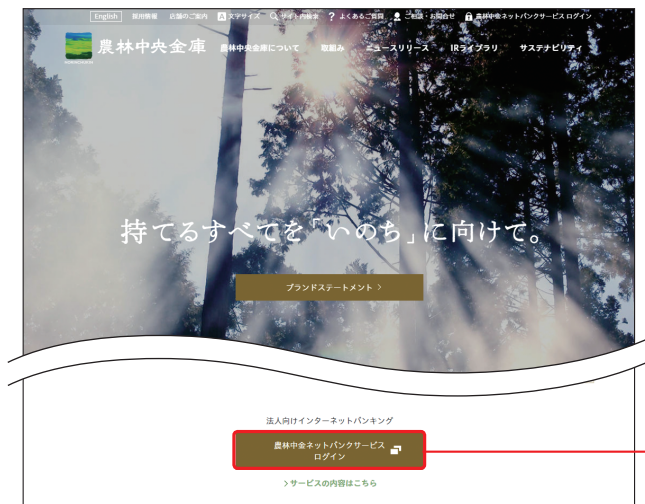 English 採用情報 店舗のご案内 A 文字サイズ サイト内検索 ? よくあるご質問 ご相談・お問合せ 農林中金ネットバンクサービス ログイン
農林中央金庫 農林中央金庫について 取組み ニュースリリース IRライブラリ サステナビリティ
持てるすべてを「いのち」に向けて。
ブランドステートメント >
法人向けインターネットバンキング
農林中金ネットバンクサービス
ログイン
>サービスの内容はこちら